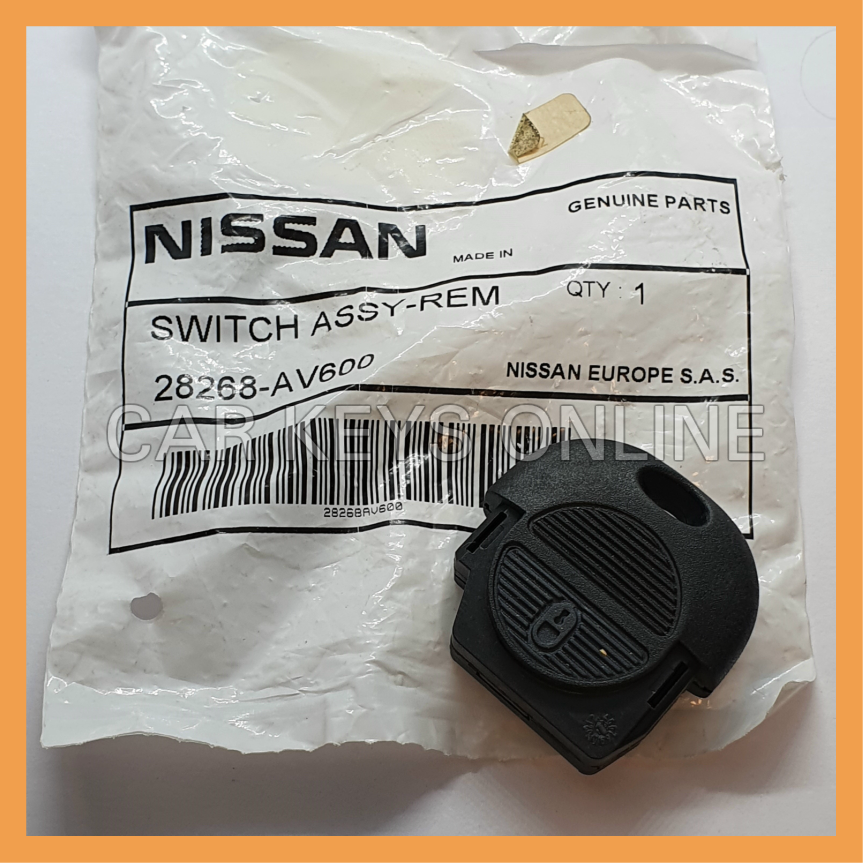 NISSAN
GENUINE PARTS
MADE IN
SWITCH ASSY-REM
QTY : 1
28268-AV600
NISSAN EUROPE S.A.S.
CAR KEYS ONLINE
28268AV600